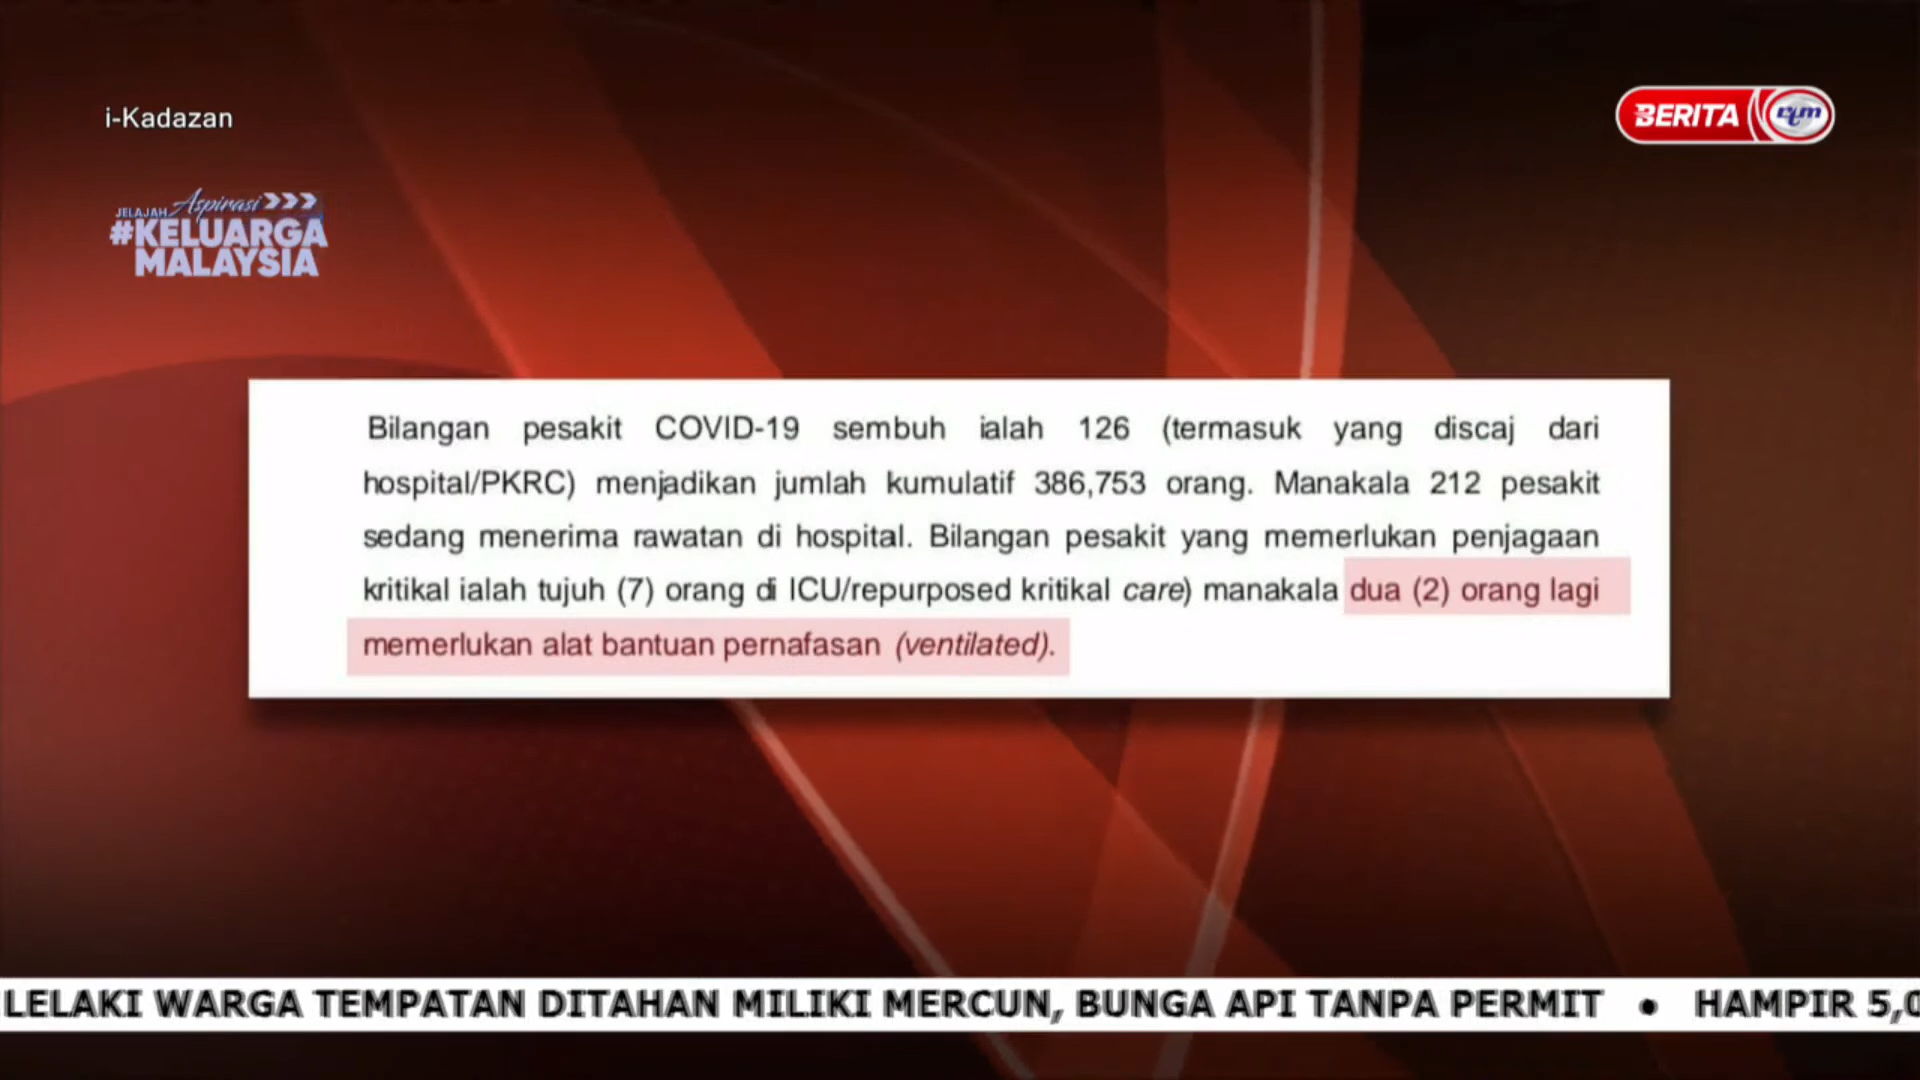 i-Kadazan
BERITA rtm
JELAJAH Aspirasi
#KELUARGA
MALAYSIA
Bilangan pesakit COVID-19 sembuh ialah 126 (termasuk yang discaj dari
hospital/PKRC) menjadikan jumlah kumulatif 386,753 orang. Manakala 212 pesakit
sedang menerima rawatan di hospital. Bilangan pesakit yang memerlukan penjagaan
kritikal ialah tujuh (7) orang di ICU/repurposed kritikal care) manakala dua (2) orang lagi
memerlukan alat bantuan pernafasan (ventilated).
LELAKI WARGA TEMPATAN DITAHAN MILIKI MERCUN, BUNGA API TANPA PERMIT • HAMPIR 5,0